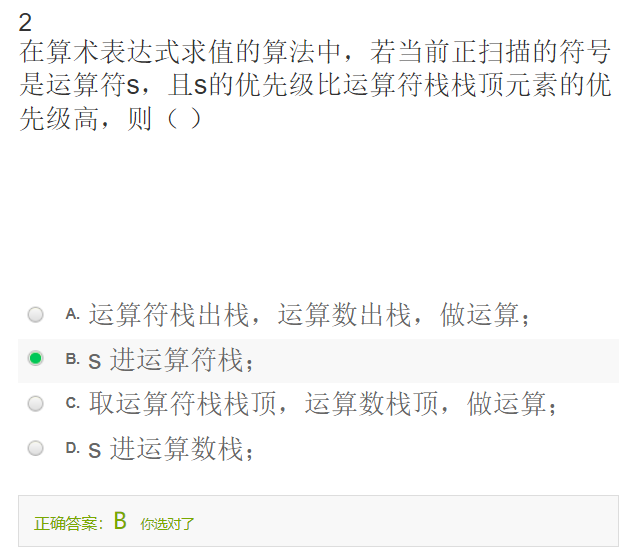 2
在算术表达式求值的算法中，若当前正扫描的符号
是运算符s，且s的优先级比运算符栈栈顶元素的优
先级高，则（ ）
A. 运算符栈出栈，运算数出栈，做运算；
B. s 进运算符栈；
C. 取运算符栈栈顶，运算数栈顶，做运算；
D. s 进运算数栈；
正确答案： B 你选对了